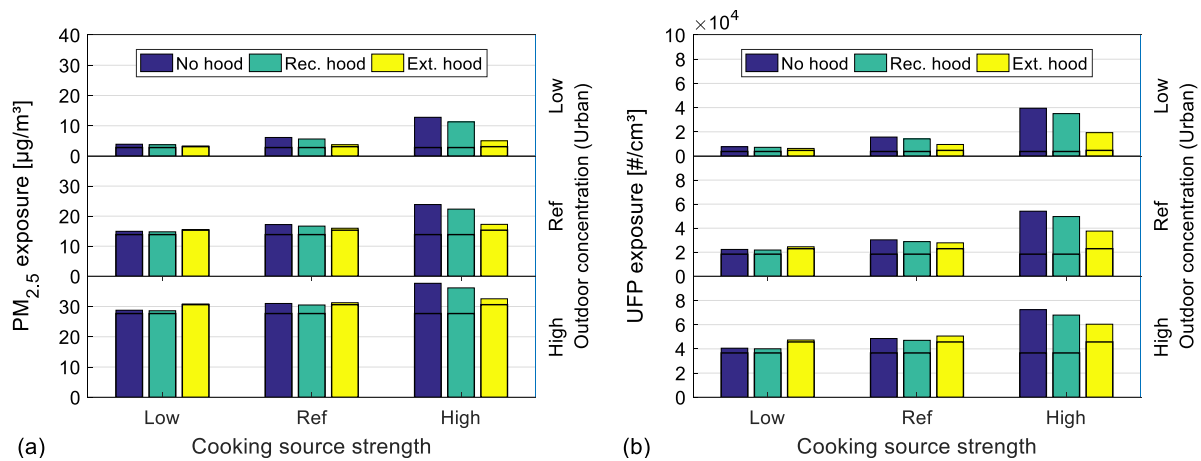 40
No hood Rec. hood Ext. hood
30
20
10
0
30
20
10
0
30
20
10
0
PM2.5 exposure [µg/m³]
Low
Ref
High
Outdoor concentration (Urban)
Low Ref High
(a) Cooking source strength
×10⁴
10
No hood Rec. hood Ext. hood
8
6
4
2
0
8
6
4
2
0
8
6
4
2
0
UFP exposure [#/cm³]
Low
Ref
High
Outdoor concentration (Urban)
Low Ref High
(b) Cooking source strength